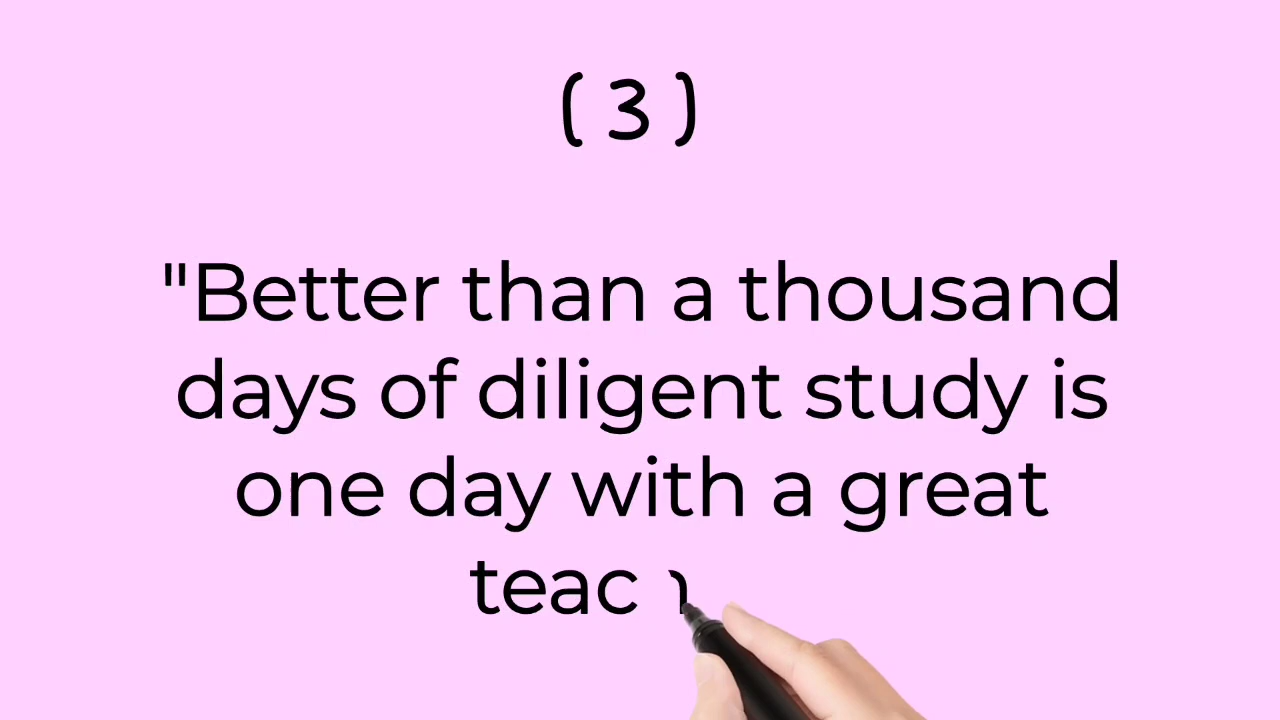 (3)
"Better than a thousand
days of diligent study is
one day with a great
teac